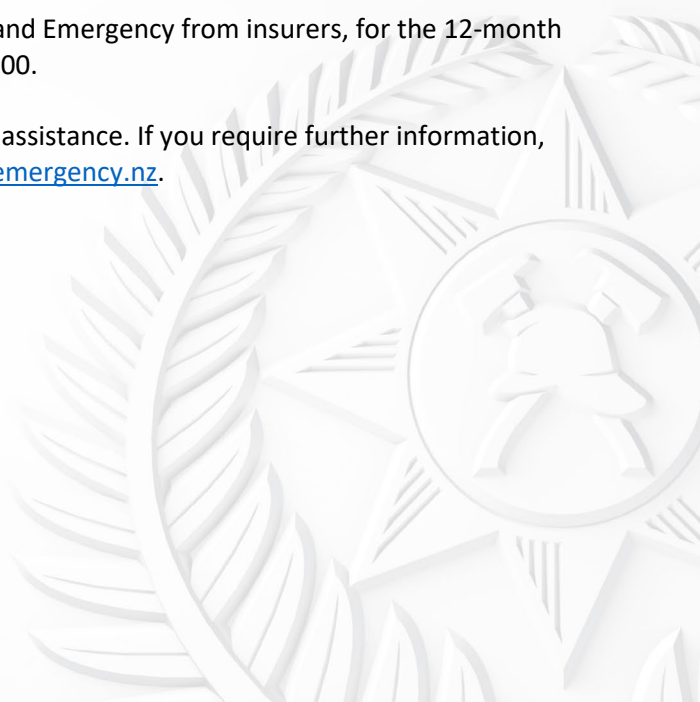 and Emergency from insurers, for the 12-month
00.
assistance. If you require further information,
emergency.nz.